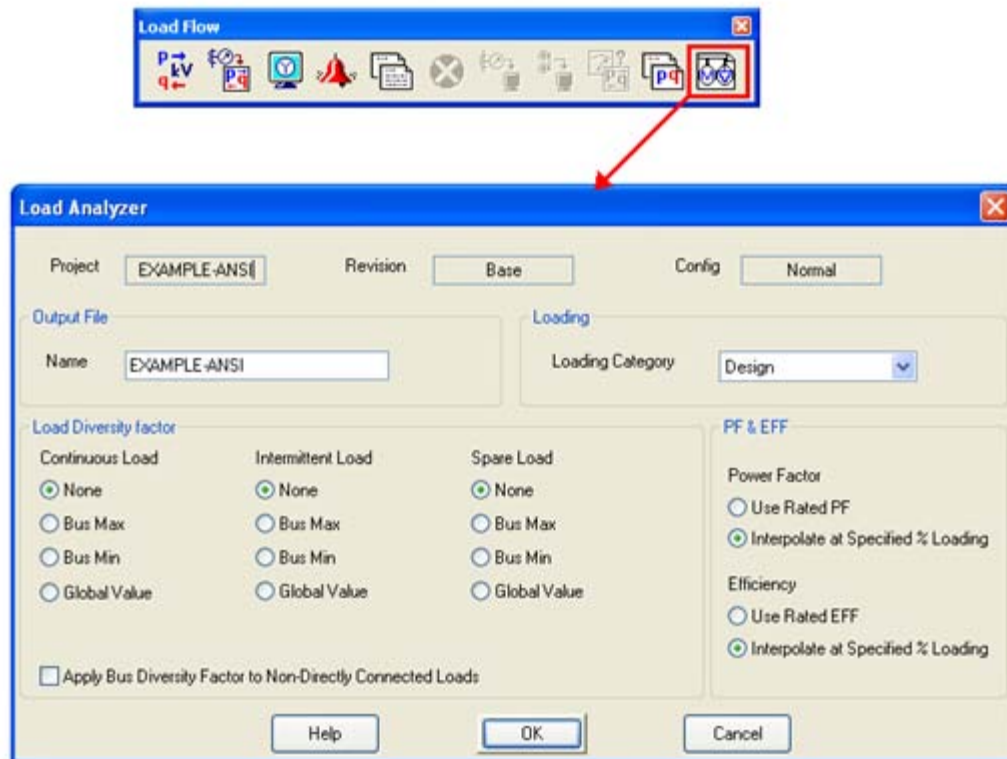 Load Flow
P kV
q
Pq
P?
Pq
pq
M
Load Analyzer
Project EXAMPLE-ANSI Revision Base Config Normal
Output File Loading
Name EXAMPLE-ANSI Loading Category Design
Load Diversity factor PF & EFF
Continuous Load Intermittent Load Spare Load
None None None
Bus Max Bus Max Bus Max
Bus Min Bus Min Bus Min
Global Value Global Value Global Value
Power Factor
Use Rated PF
Interpolate at Specified % Loading
Efficiency
Use Rated EFF
Interpolate at Specified % Loading
Apply Bus Diversity Factor to Non-Directly Connected Loads
Help OK Cancel